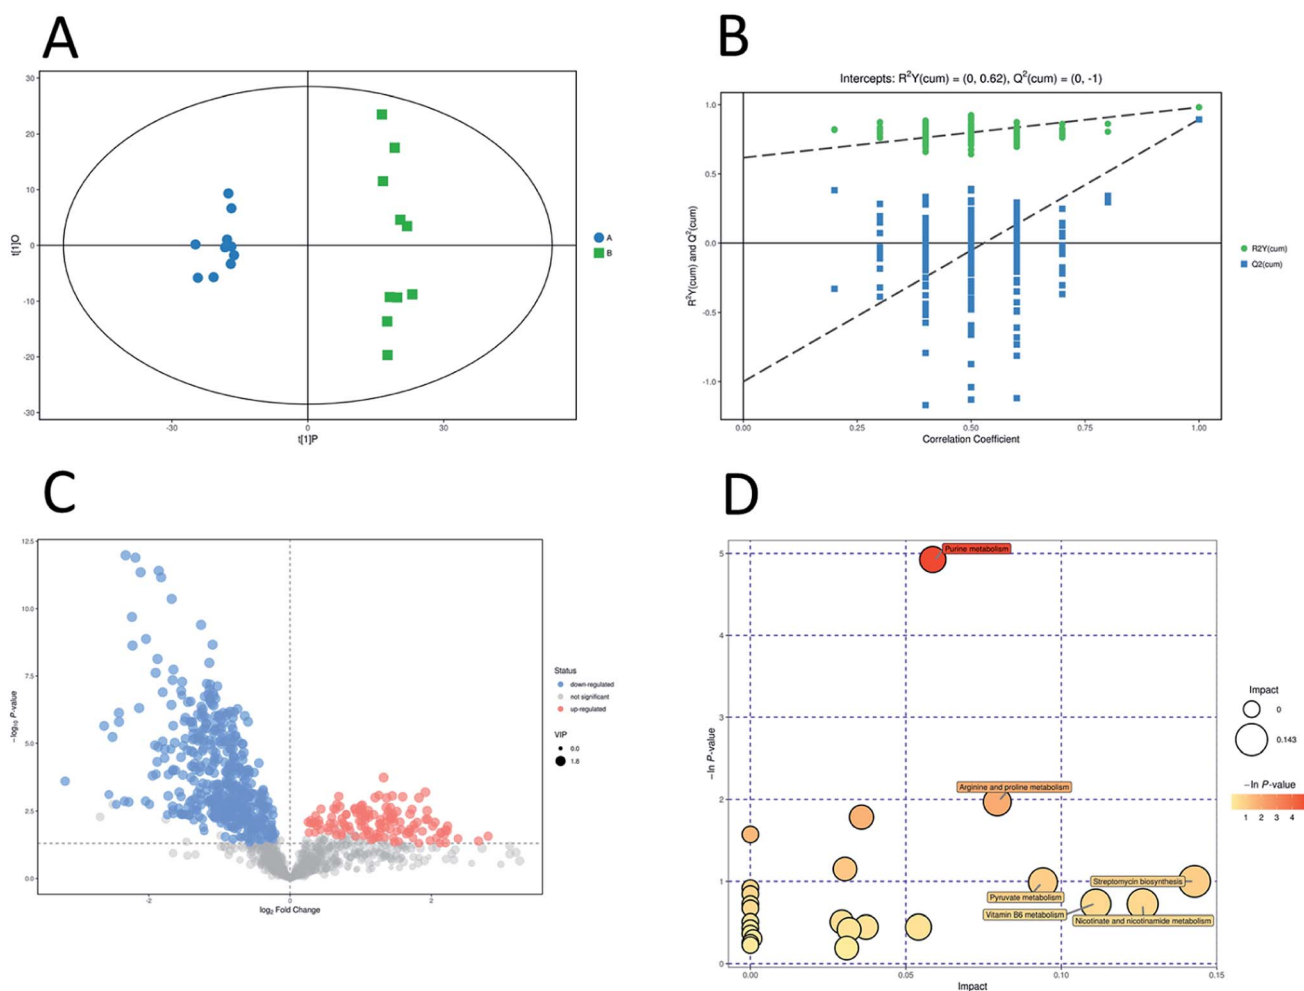 A
30
20
10
0
-10
-20
-30
-30
0
30
t[1]O
t[1]P
A
B
B
Intercepts: R²Y(cum) = (0, 0.62), Q²(cum) = (0, -1)
1.0
0.5
0.0
-0.5
-1.0
0.00
0.25
0.50
0.75
1.00
R²Y(cum) and Q²(cum)
Correlation Coefficient
R2Y(cum)
Q2(cum)
C
12.5
10.0
7.5
5.0
2.5
0.0
-2
0
2
−log₁₀ P-value
log₂ Fold Change
Status
down-regulated
not significant
up-regulated
VIP
0.0
1.8
D
5
4
3
2
1
0
0.00
0.05
0.10
0.15
−ln P-value
Impact
Purine metabolism
Arginine and proline metabolism
Streptomycin biosynthesis
Pyruvate metabolism
Vitamin B6 metabolism
Nicotinate and nicotinamide metabolism
Impact
0
0.143
−ln P-value
1 2 3 4